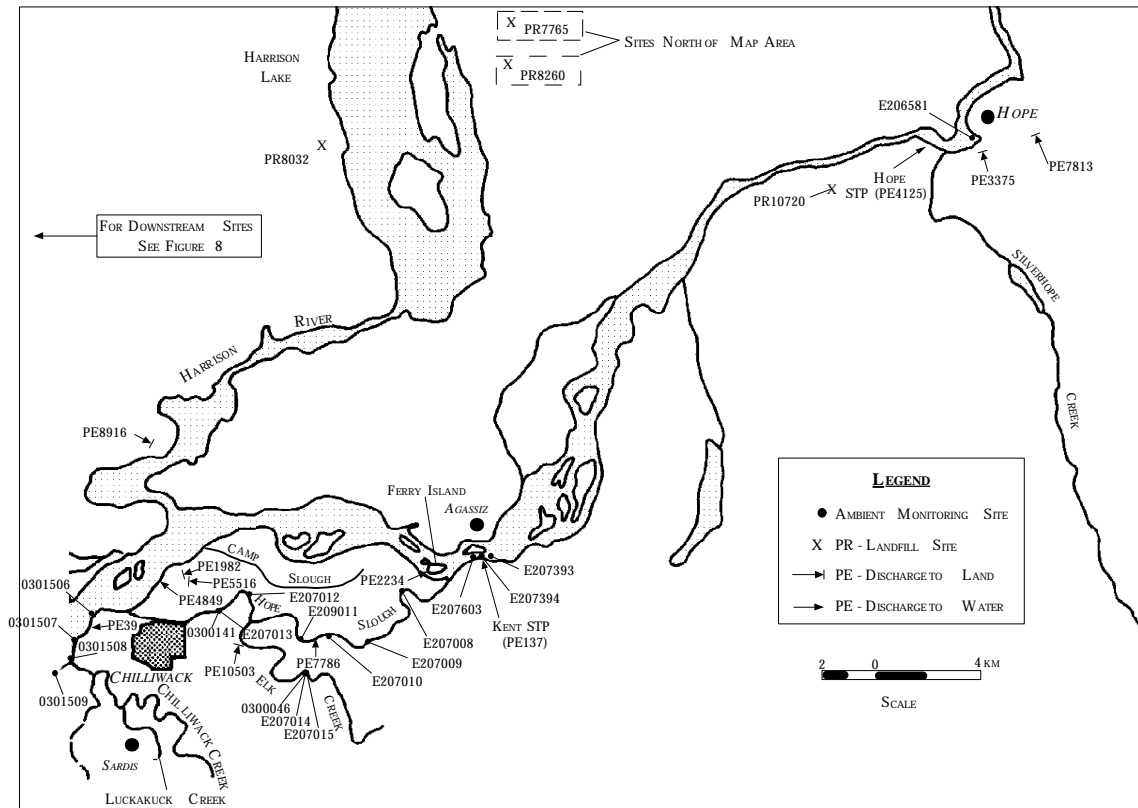 PR7765
SITES NORTH OF MAP AREA
X
PR8260
X
HARRISON
LAKE
X
PR8032
E206581
HOPE
PE3375
PE7813
HOPE
STP (PE4125)
PR10720
X
FOR DOWNSTREAM SITES
SEE FIGURE 8
SILVERHOPE
CREEK
HARRISON
RIVER
PE8916
FERRY ISLAND
AGASSIZ
LEGEND
AMBIENT MONITORING SITE
X PR - LANDFILL SITE
PE - DISCHARGE TO LAND
PE - DISCHARGE TO WATER
CAMP
SLOUGH
PE1982
PE5516
PE4849
PE2234
E207393
E207394
E207603
KENT STP
(PE137)
0301506
0301507
PE39
0301508
0301509
CHILLIWACK
0300141
E207012
HOPE
SLOUGH
E209011
E207013
PE10503
PE7786
E207008
E207009
E207010
ELK
CREEK
0300046
E207014
E207015
CHILLIWACK CREEK
SARDIS
LUCKAKUCK CREEK
2 0 4 KM
SCALE